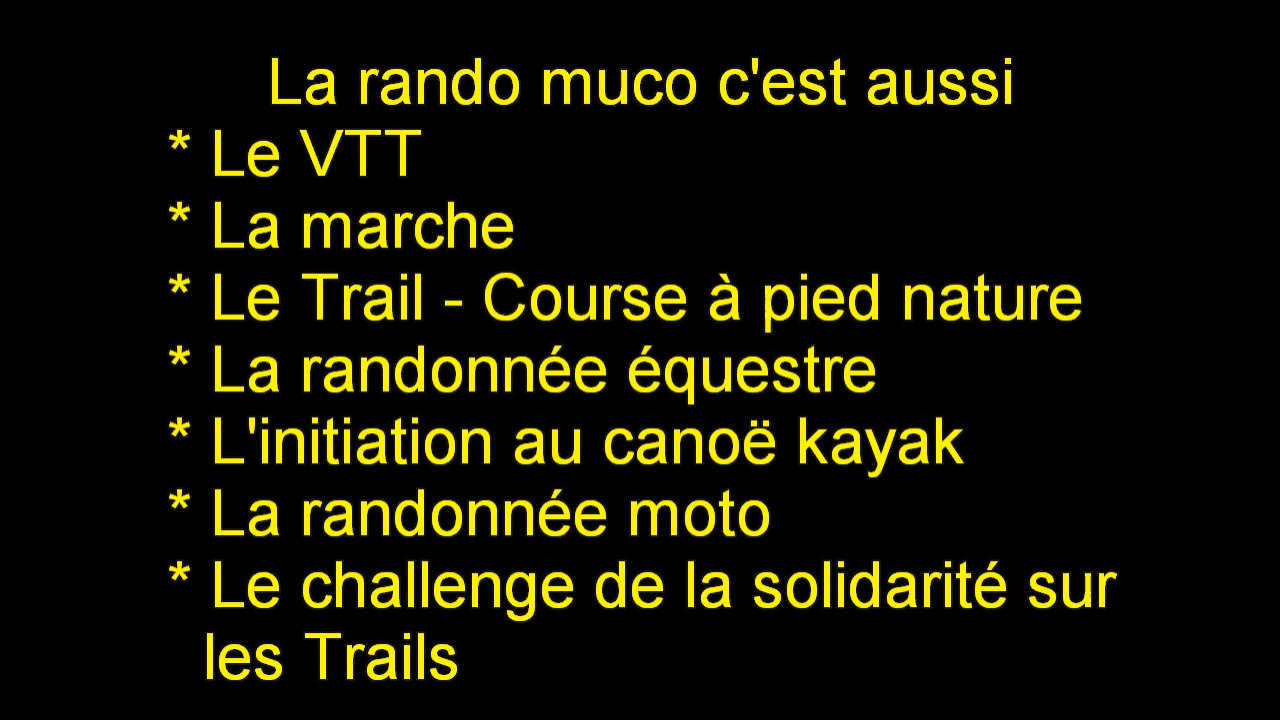 La rando muco c'est aussi
* Le VTT
* La marche
* Le Trail - Course à pied nature
* La randonnée équestre
* L'initiation au canoë kayak
* La randonnée moto
* Le challenge de la solidarité sur
les Trails